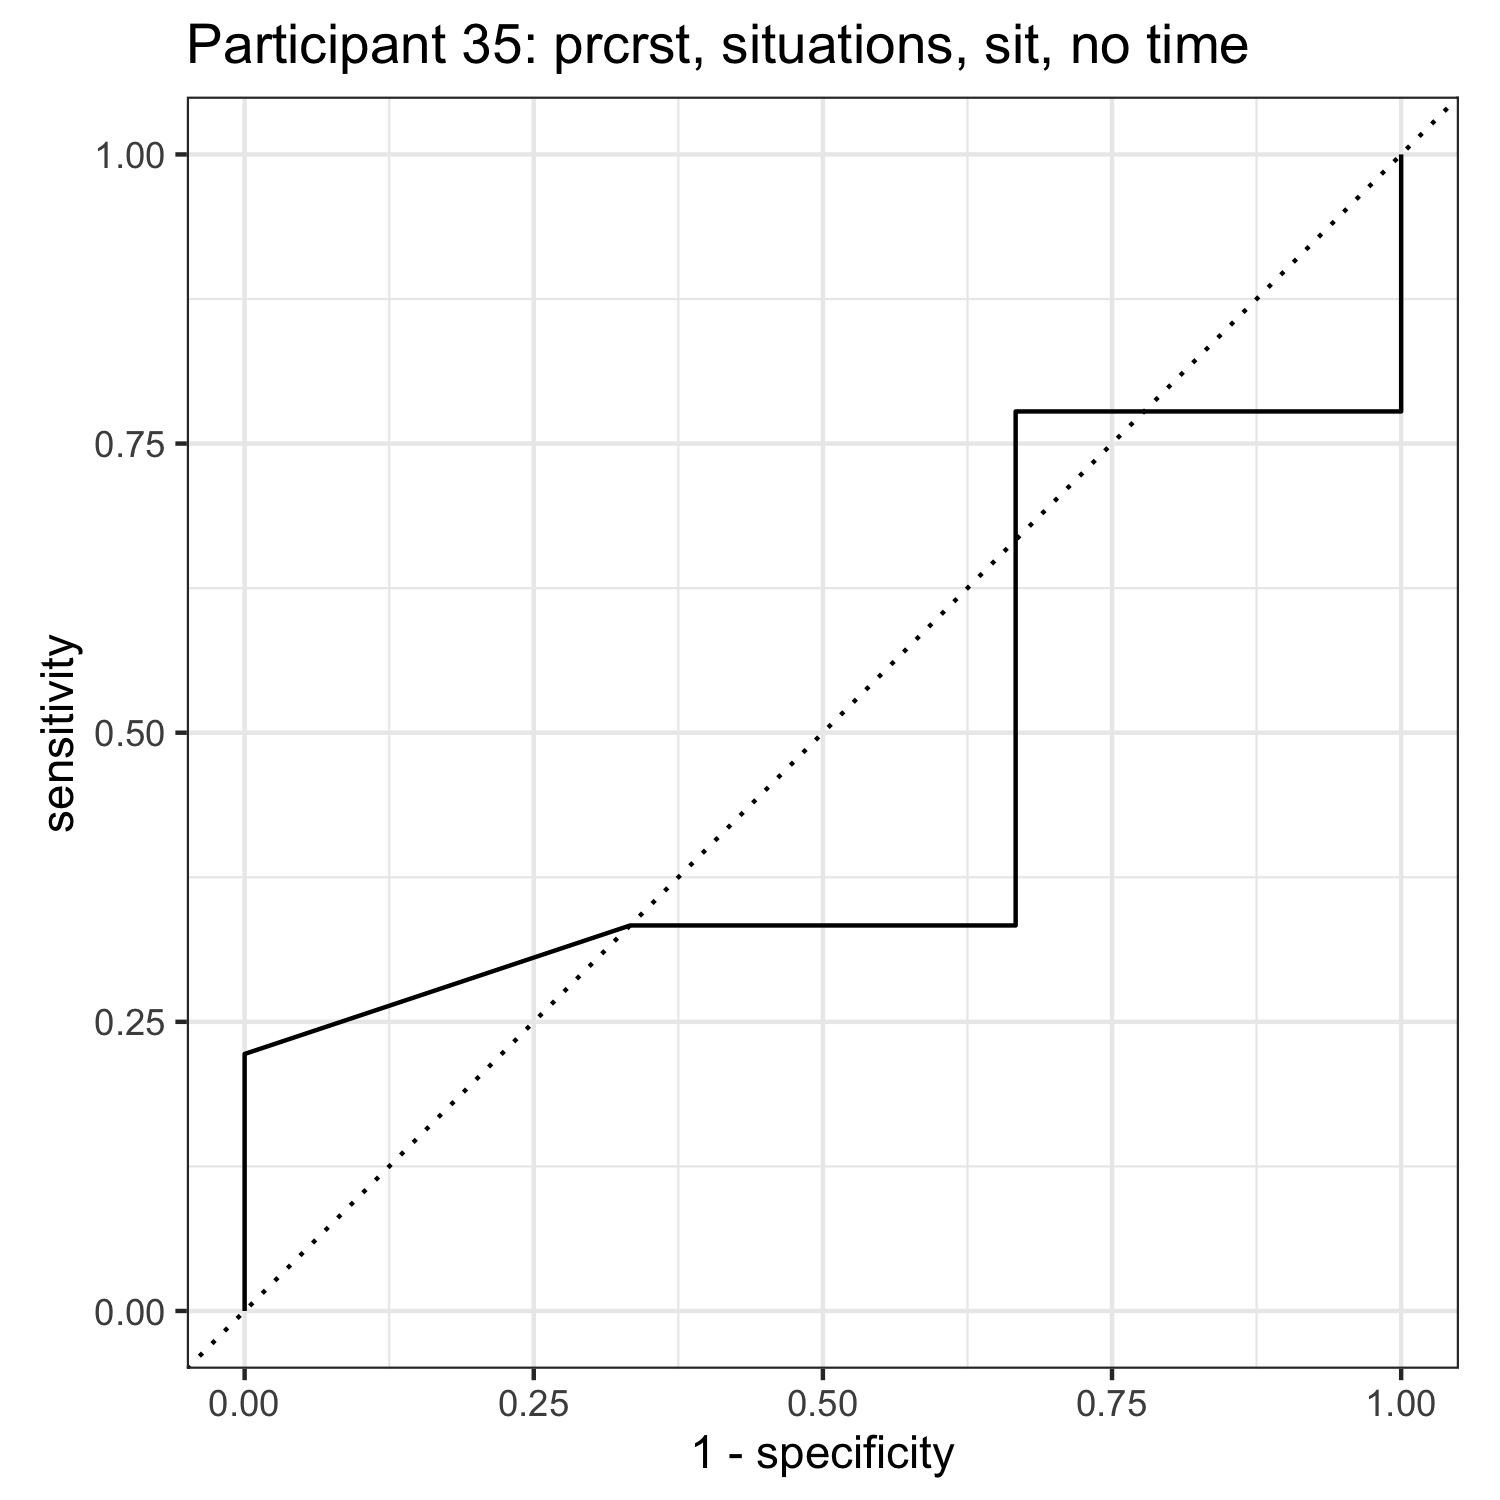 Participant 35: prcrst, situations, sit, no time
1.00
0.75
0.50
0.25
0.00
sensitivity
0.00 0.25 0.50 0.75 1.00
1 - specificity